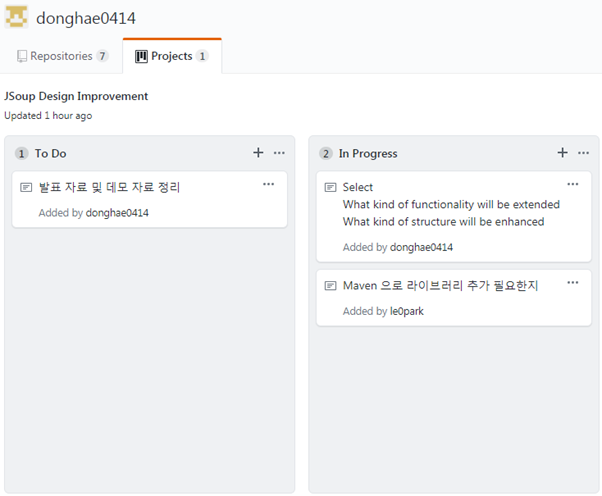 donghae0414
Repositories 7
Projects 1
JSoup Design Improvement
Updated 1 hour ago
1 To Do
발표 자료 및 데모 자료 정리
Added by donghae0414
2 In Progress
Select
What kind of functionality will be extended
What kind of structure will be enhanced
Added by donghae0414
Maven 으로 라이브러리 추가 필요한지
Added by le0park